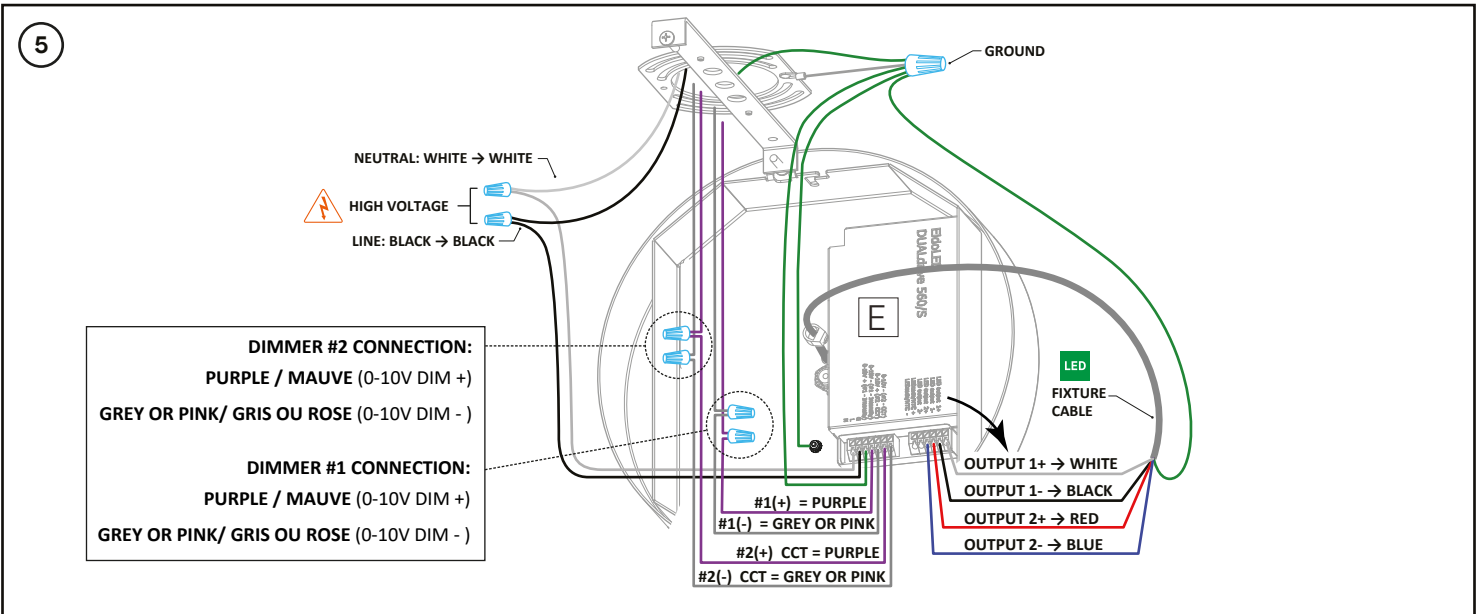 5
GROUND
NEUTRAL: WHITE → WHITE
HIGH VOLTAGE
LINE: BLACK → BLACK
DIMMER #2 CONNECTION:
PURPLE / MAUVE (0-10V DIM +)
GREY OR PINK/ GRIS OU ROSE (0-10V DIM - )
DIMMER #1 CONNECTION:
PURPLE / MAUVE (0-10V DIM +)
GREY OR PINK/ GRIS OU ROSE (0-10V DIM - )
EldoLED
DUALdrive 560/S
E
LED
FIXTURE
CABLE
OUTPUT 1+ → WHITE
OUTPUT 1- → BLACK
OUTPUT 2+ → RED
OUTPUT 2- → BLUE
#1(+) = PURPLE
#1(-) = GREY OR PINK
#2(+) CCT = PURPLE
#2(-) CCT = GREY OR PINK